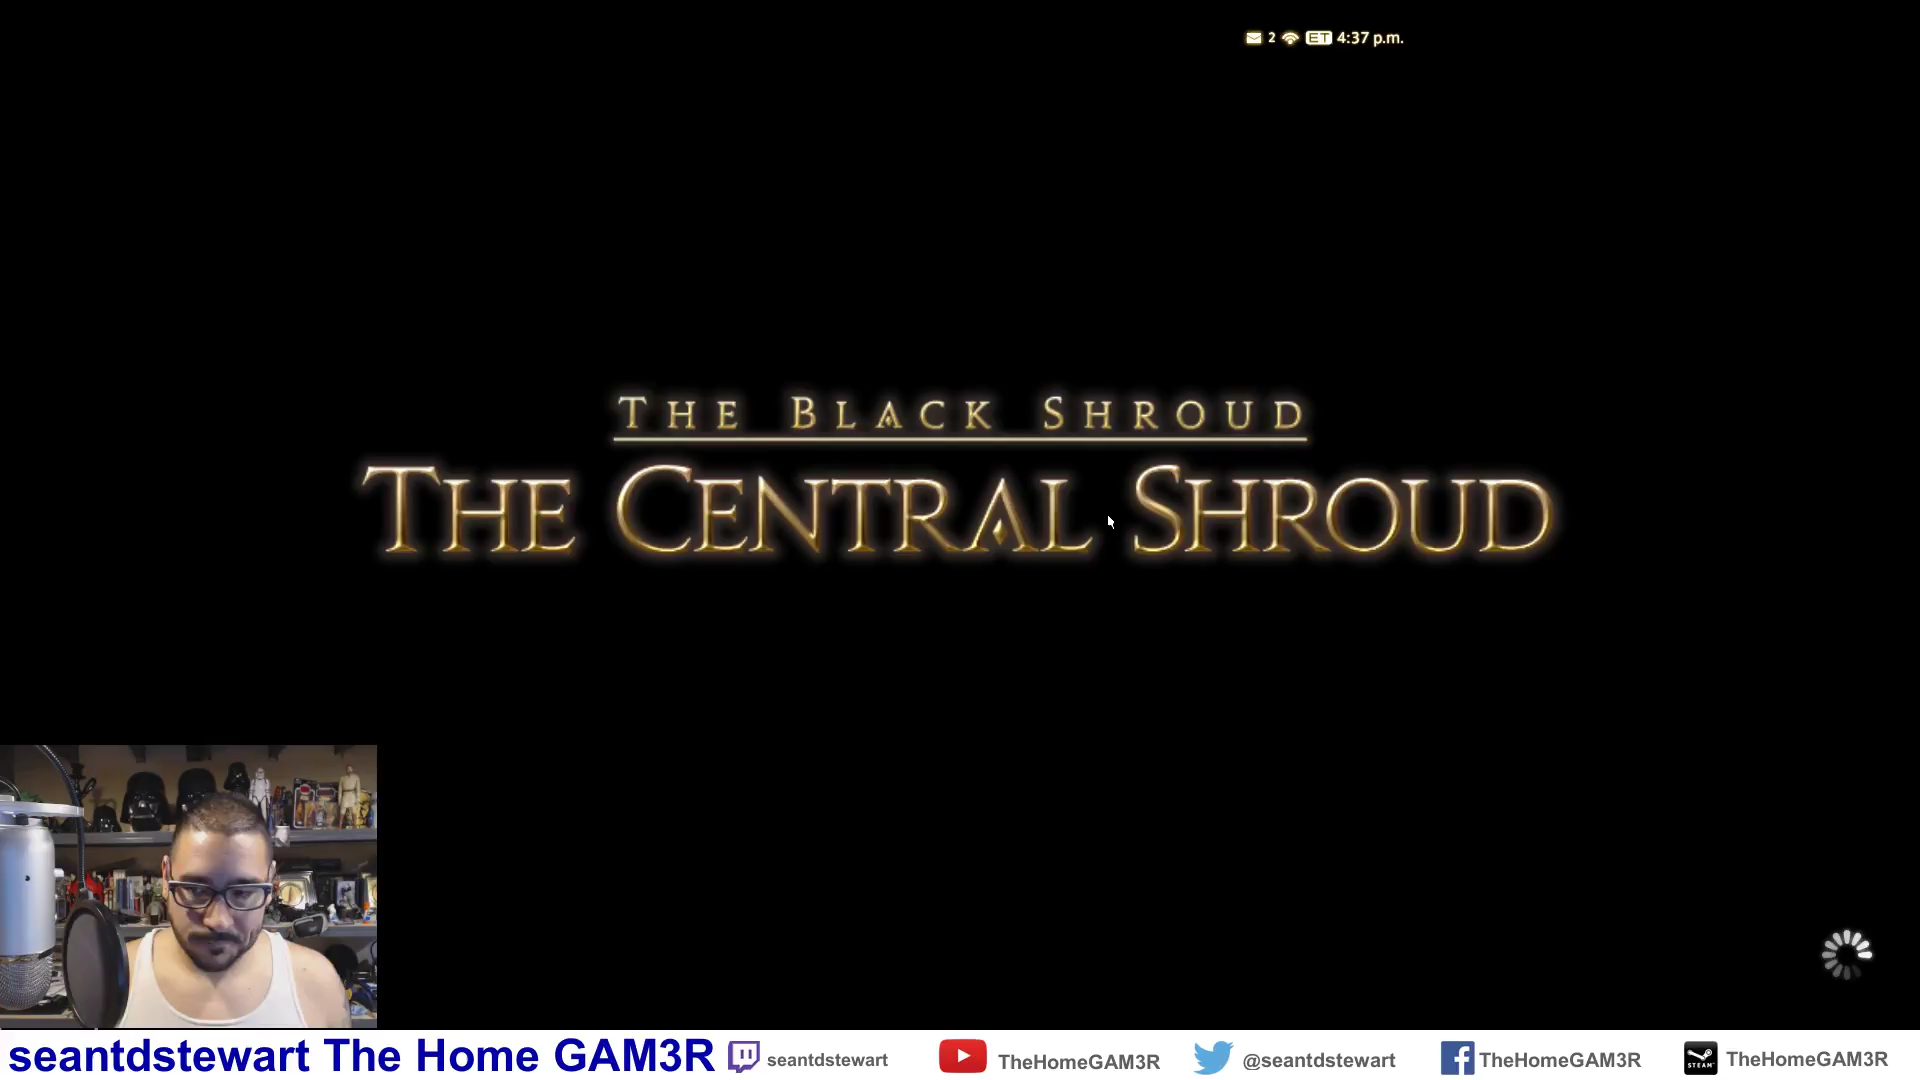 2 ET 4:37 p.m.
THE BLACK SHROUD
THE CENTRAL SHROUD
seantdstewart The Home GAM3R seantdstewart TheHomeGAM3R @seantdstewart TheHomeGAM3R STEAM TheHomeGAM3R